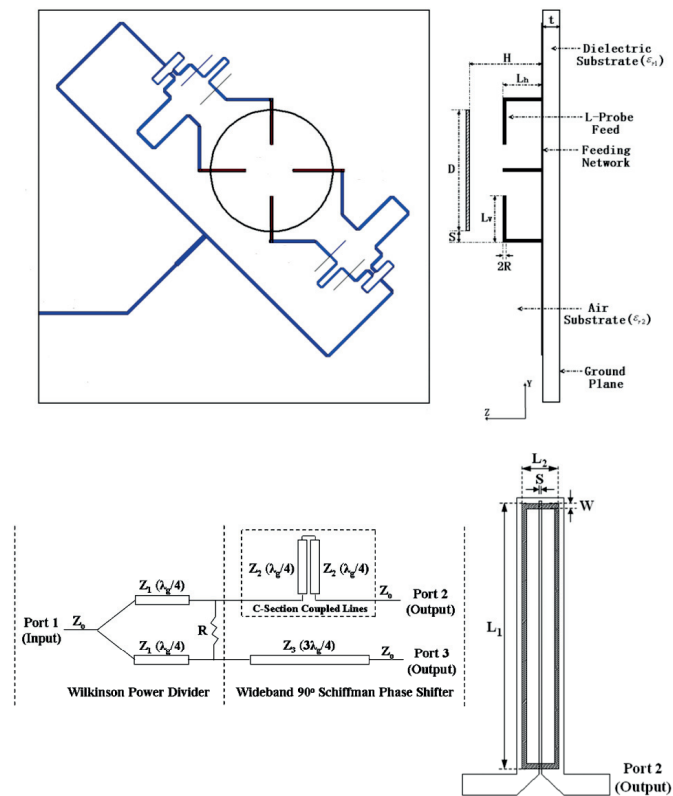 t
Dielectric
Substrate(εr1)
H
Lh
L-Probe
Feed
Feeding
Network
D
Lv
S
2R
Air
Substrate(εr2)
Ground
Plane
Y
Z
L2
S
W
Z2 (λg/4)
Z2 (λg/4)
Z1 (λg/4)
Zo
Port 2
(Output)
C-Section Coupled Lines
Port 1
(Input)
Zo
R
L1
Z1 (λg/4)
Z3 (3λg/4)
Zo
Port 3
(Output)
Wilkinson Power Divider
Wideband 90° Schiffman Phase Shifter
Port 2
(Output)